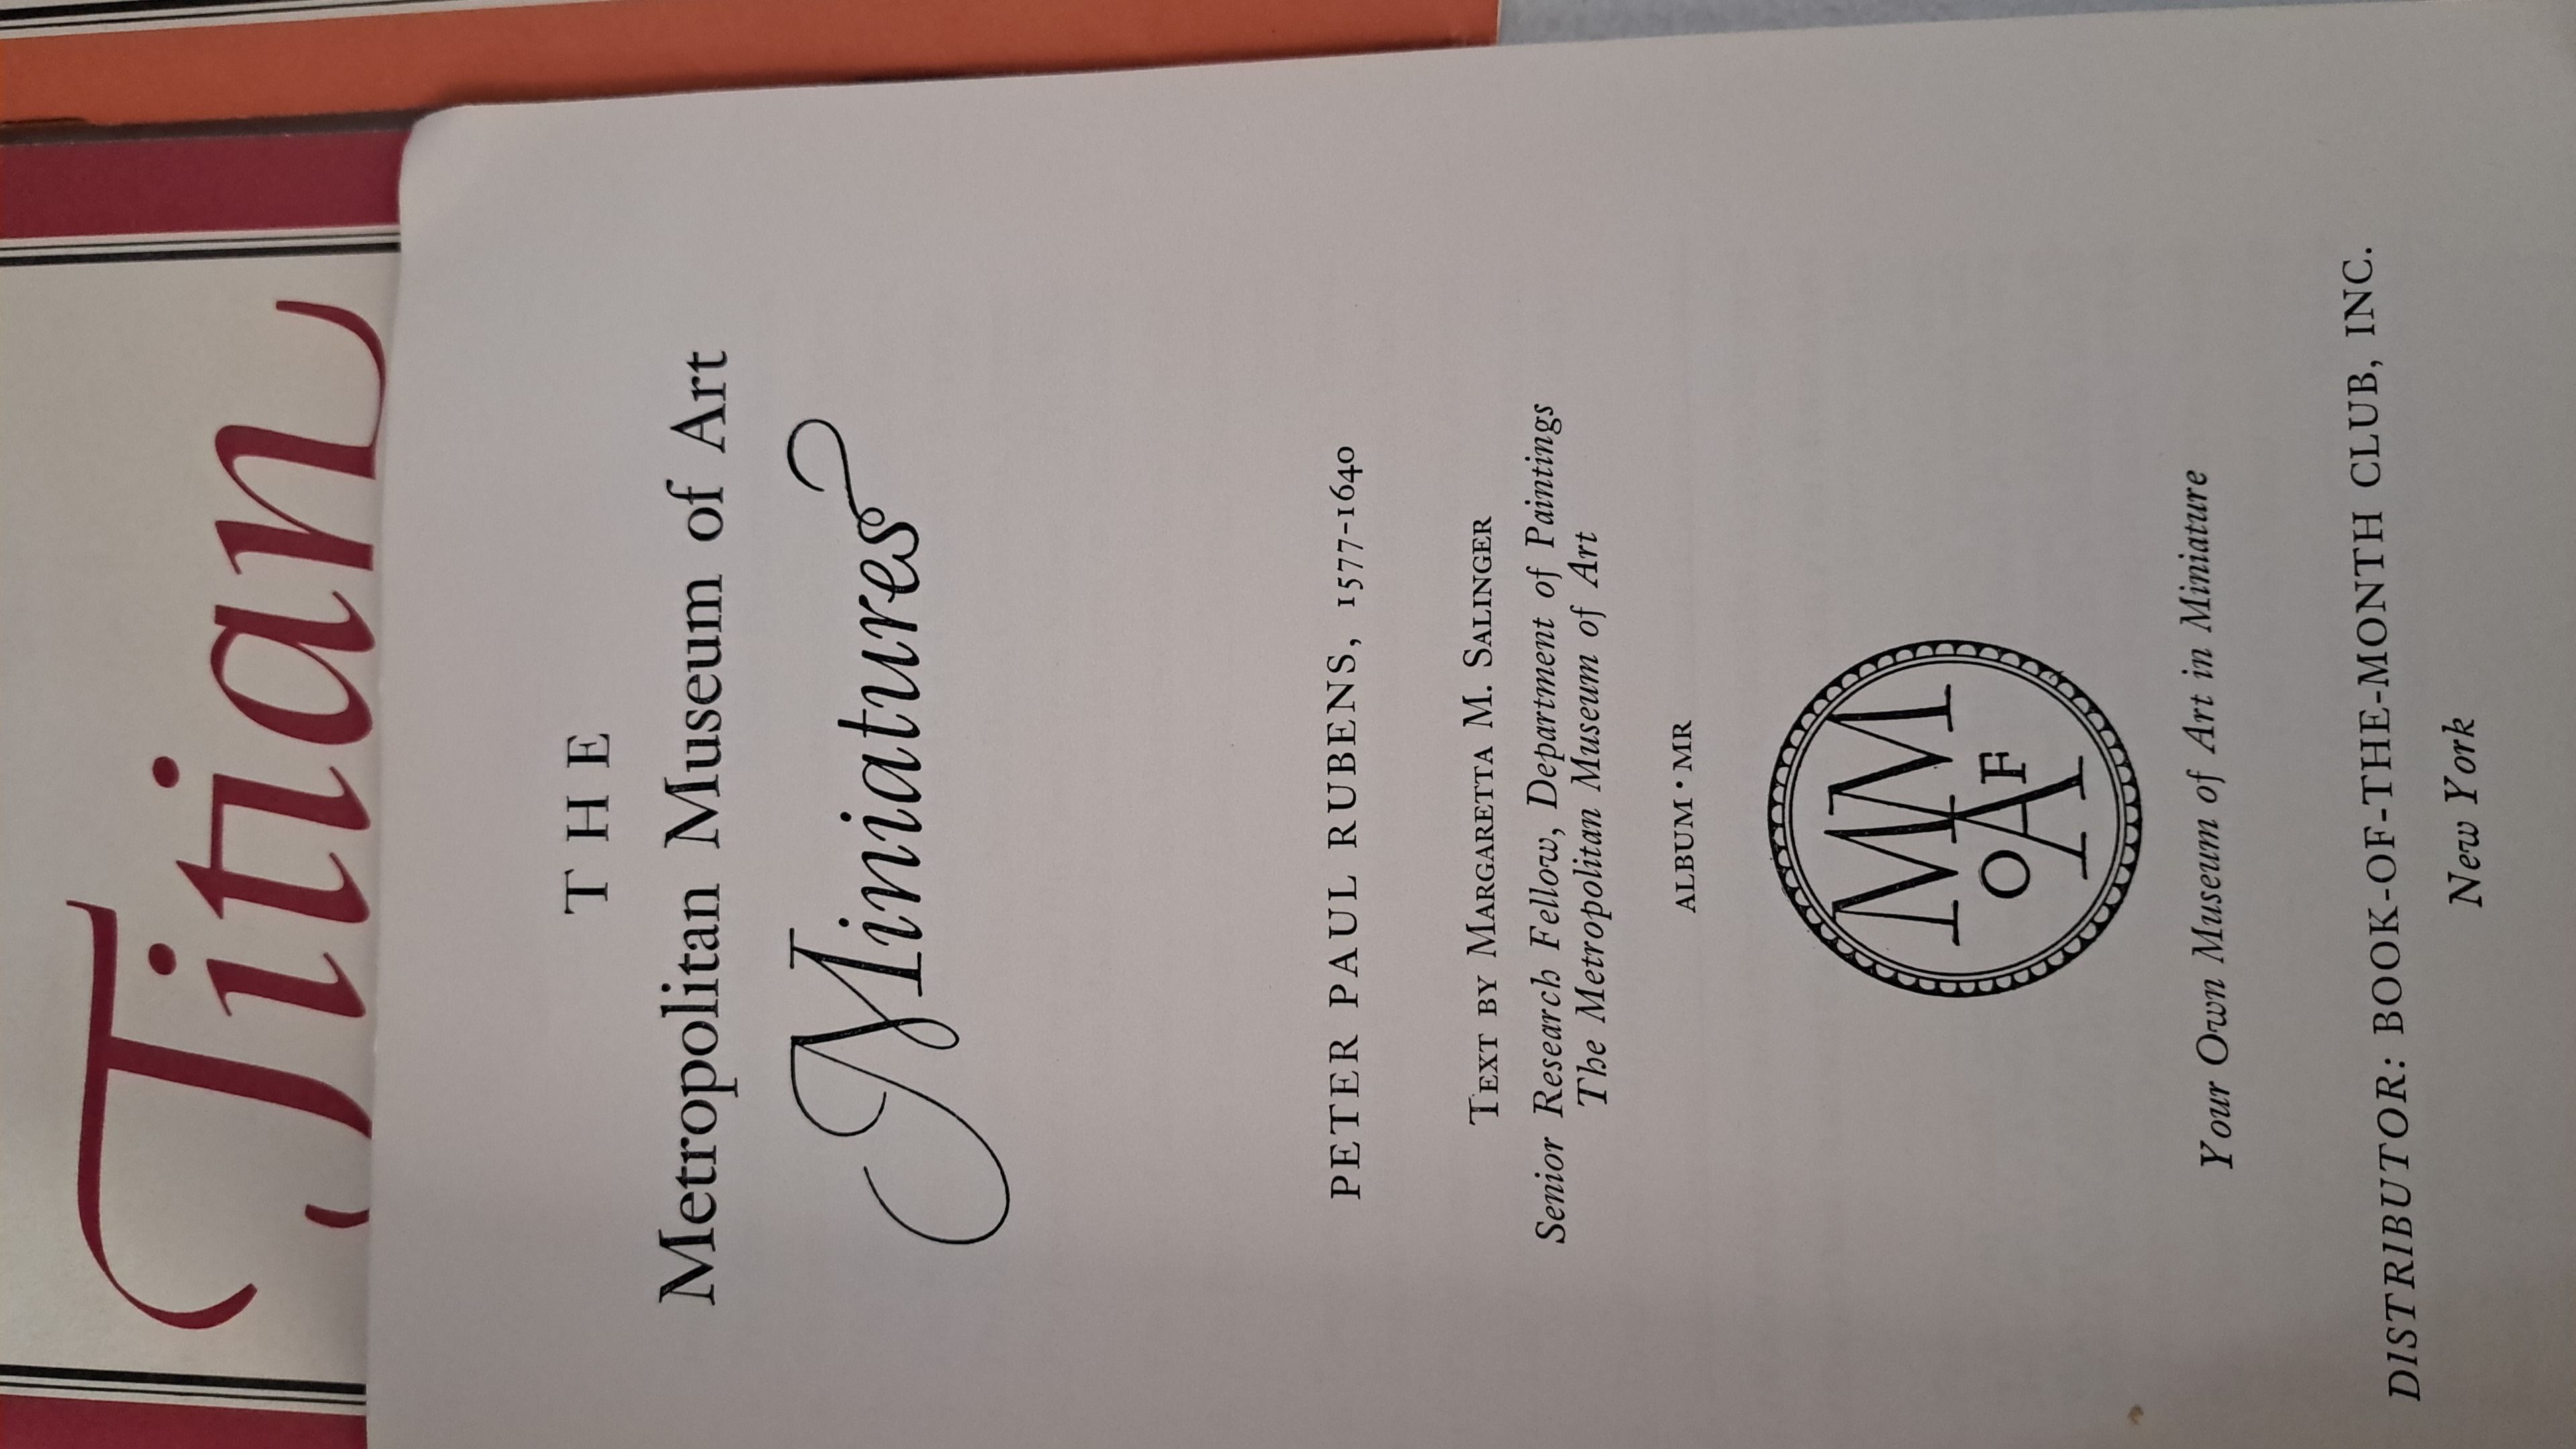 Titian
THE
Metropolitan Museum of Art
Miniatures
PETER PAUL RUBENS, 1577-1640
TEXT BY MARGARETTA M. SALINGER
Senior Research Fellow, Department of Paintings
The Metropolitan Museum of Art
ALBUM · MR
MM
OAF
Your Own Museum of Art in Miniature
DISTRIBUTOR: BOOK-OF-THE-MONTH CLUB, INC.
New York